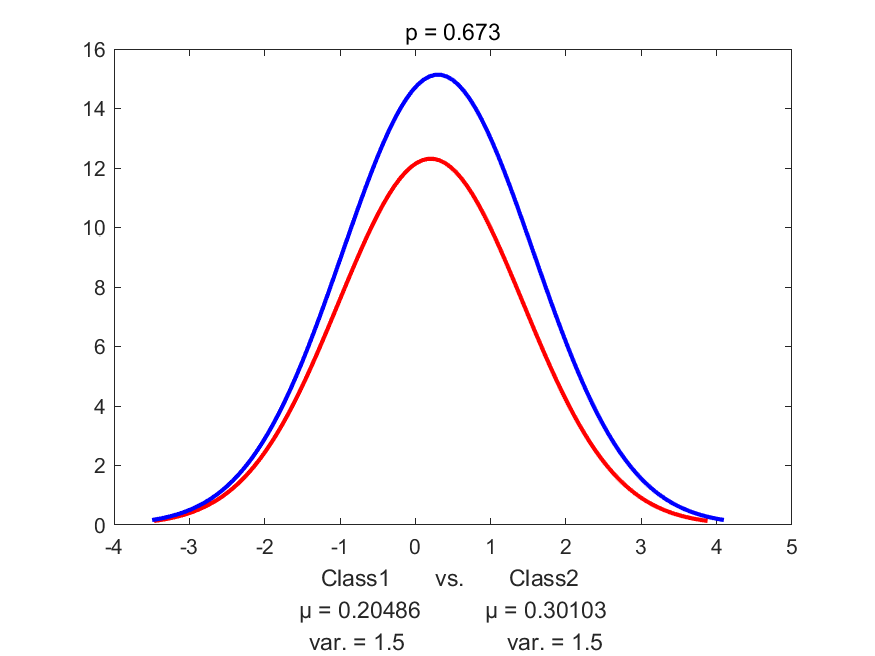 p = 0.673
16
14
12
10
8
6
4
2
0
-4 -3 -2 -1 0 1 2 3 4 5
Class1 vs. Class2
μ = 0.20486 μ = 0.30103
var. = 1.5 var. = 1.5